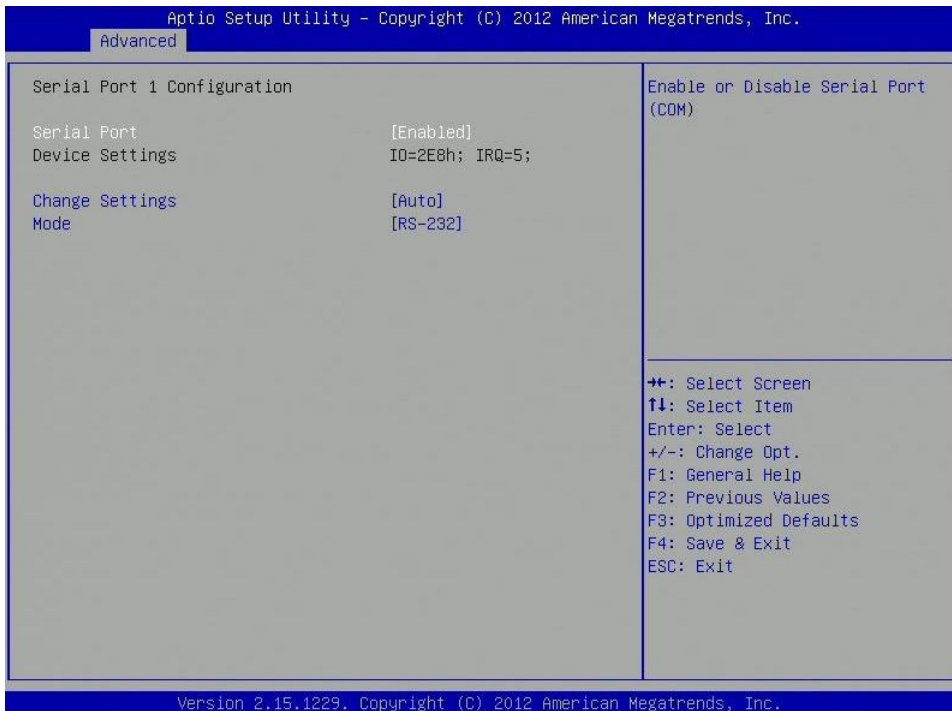 Aptio Setup Utility – Copyright (C) 2012 American Megatrends, Inc.
Advanced
Serial Port 1 Configuration
Serial Port [Enabled]
Device Settings IO=2E8h; IRQ=5;
Change Settings [Auto]
Mode [RS-232]
Enable or Disable Serial Port
(COM)
→←: Select Screen
↑↓: Select Item
Enter: Select
+/-: Change Opt.
F1: General Help
F2: Previous Values
F3: Optimized Defaults
F4: Save & Exit
ESC: Exit
Version 2.15.1229. Copyright (C) 2012 American Megatrends, Inc.